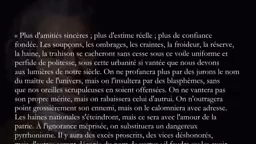 « Plus d'amitiés sincères ; plus d'estime réelle ; plus de confiance
fondée. Les soupçons, les ombrages, les craintes, la froideur, la réserve,
la haine, la trahison se cacheront sans cesse sous ce voile uniforme et
perfide de politesse, sous cette urbanité si vantée que nous devons
aux lumières de notre siècle. On ne profanera plus par des jurons le nom
du maître de l'univers, mais on l'insultera par des blasphèmes, sans
que nos oreilles scrupuleuses en soient offensées. On ne vantera pas
son propre mérite, mais on rabaissera celui d'autrui. On n'outragera
point grossièrement son ennemi, mais on le calomniera avec adresse.
Les haines nationales s'éteindront, mais ce sera avec l'amour de la
patrie. À l'ignorance méprisée, on substituera un dangereux
pyrrhonisme. Il y aura des excès proscrits, des vices déshonorés,